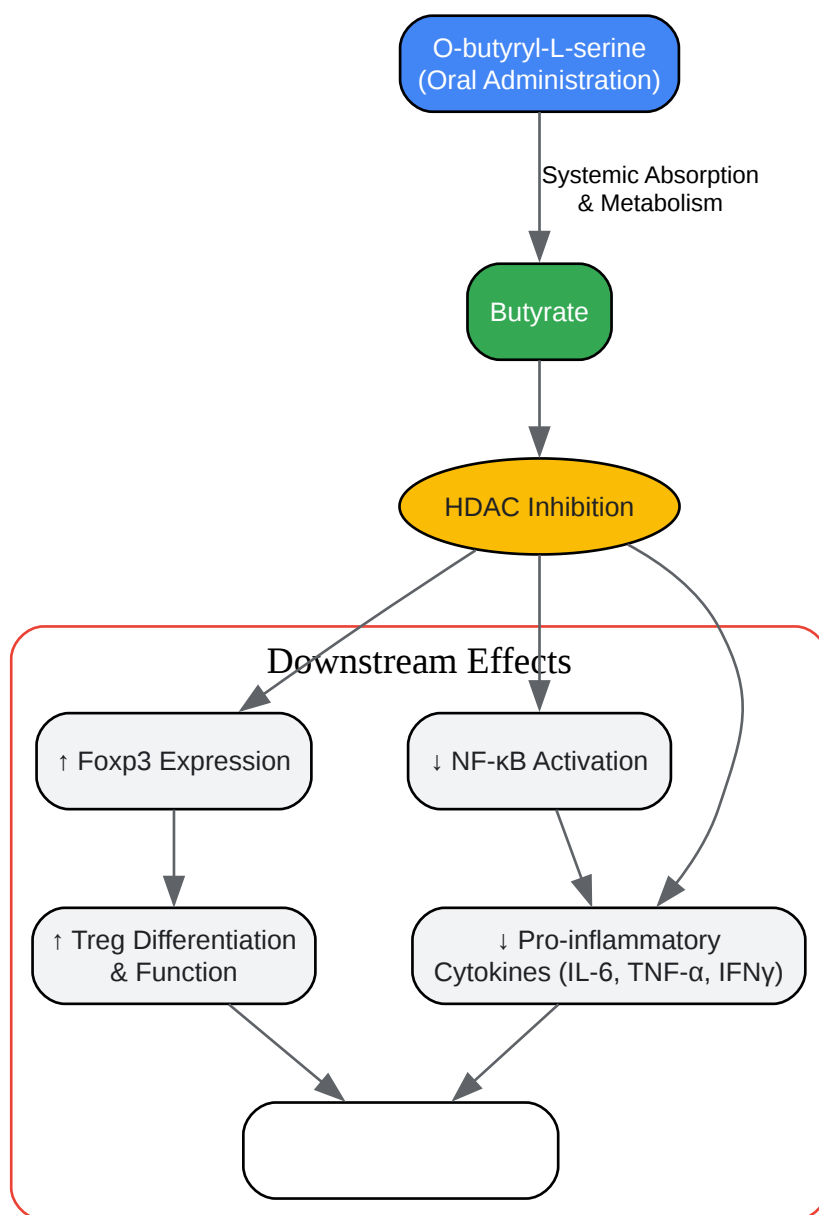 O-butyryl-L-serine
(Oral Administration)
Systemic Absorption
& Metabolism
Butyrate
HDAC Inhibition
Downstream Effects
↑ Foxp3 Expression
↓ NF-κB Activation
↑ Treg Differentiation
& Function
↓ Pro-inflammatory
Cytokines (IL-6, TNF-α, IFNγ)